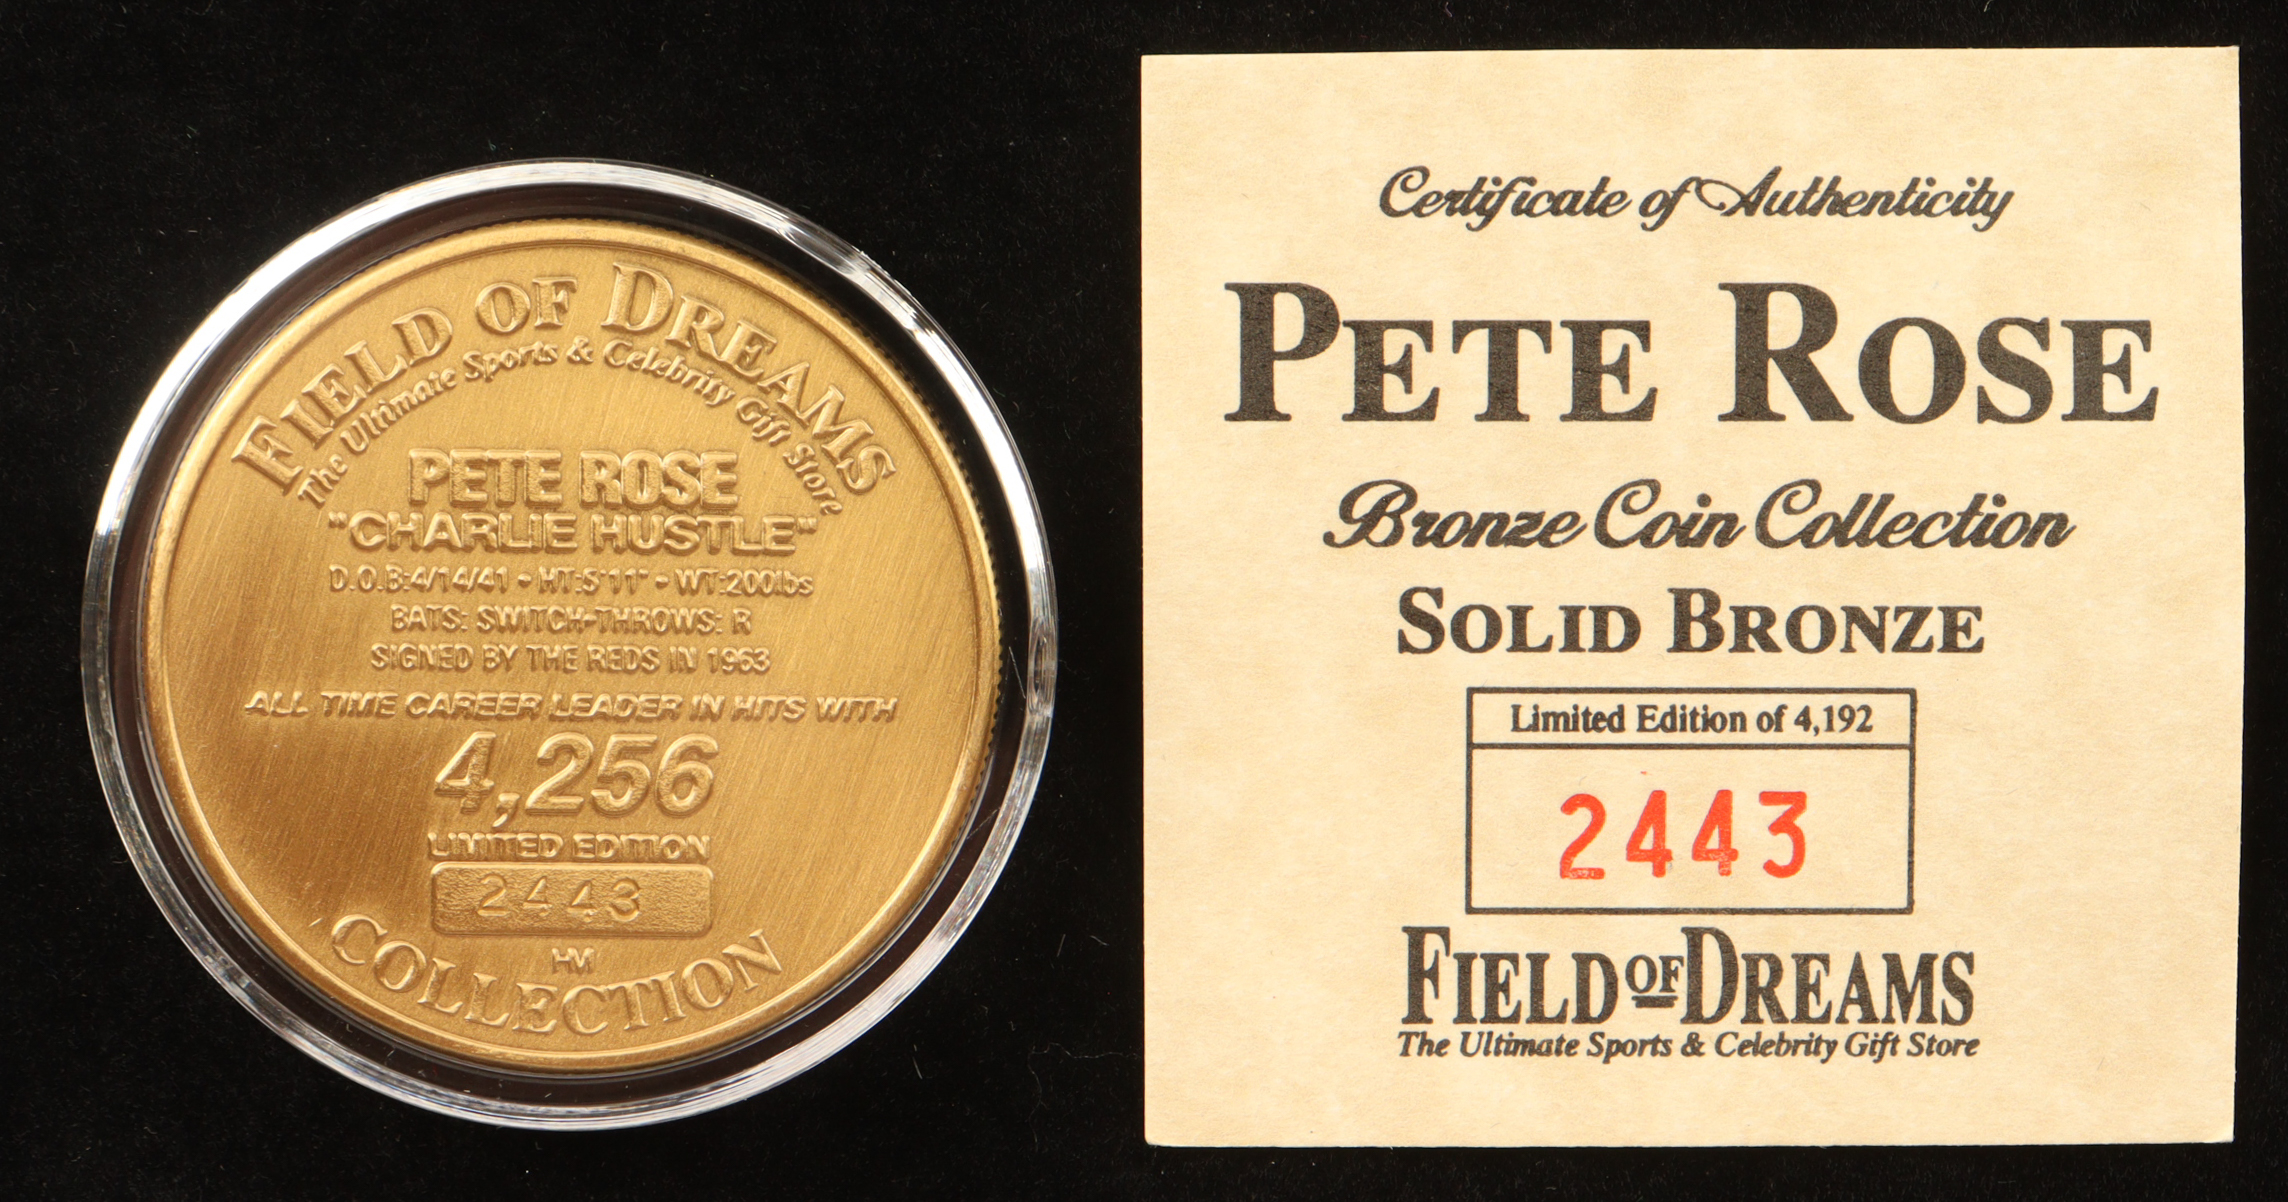 FIELD OF DREAMS
The Ultimate Sports & Celebrity Gift Store
PETE ROSE
"CHARLIE HUSTLE"
D.O.B:4/14/41 • HT:5'11" • WT:200lbs
BATS: SWITCH-THROWS: R
SIGNED BY THE REDS IN 1963
ALL TIME CAREER LEADER IN HITS WITH
4,256
LIMITED EDITION
2443
HM
COLLECTION
Certificate of Authenticity
PETE ROSE
Bronze Coin Collection
SOLID BRONZE
Limited Edition of 4,192
2443
FIELD OF DREAMS
The Ultimate Sports & Celebrity Gift Store